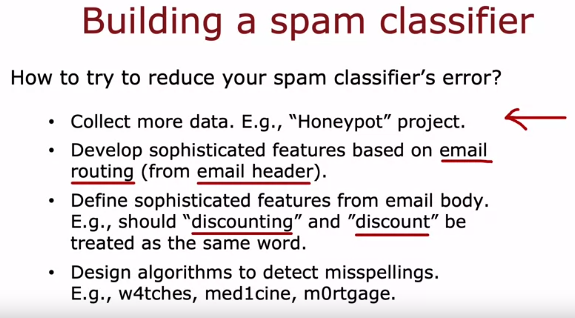 Building a spam classifier
How to try to reduce your spam classifier’s error?
• Collect more data. E.g., “Honeypot” project.
• Develop sophisticated features based on email
routing (from email header).
• Define sophisticated features from email body.
E.g., should “discounting” and ”discount” be
treated as the same word.
• Design algorithms to detect misspellings.
E.g., w4tches, med1cine, m0rtgage.